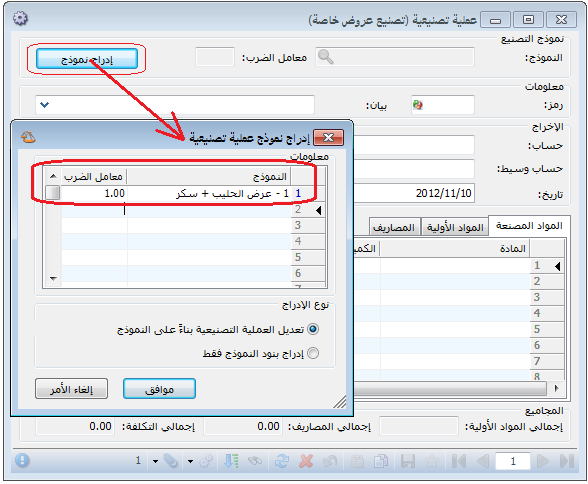 عملية تصنيعية (تصنيع عروض خاصة)
نموذج التصنيع
النموذج: معامل الضرب: إدراج نموذج
معلومات
رمز: بيان:
الإخراج
حساب:
حساب وسيط:
تاريخ: 2012/11/10
المواد المصنعة المواد الأولية المصاريف
المادة
1
2
3
4
5
6
7
8
المجاميع
إجمالي المواد الأولية: إجمالي المصاريف: 0.00 إجمالي التكلفة: 0.00
1 1
إدراج نموذج عملية تصنيعية
معلومات
النموذج معامل الضرب
1 1 - عرض الحليب + سكر 1.00
2
3
4
5
6
نوع الإدراج
تعديل العملية التصنيعية بناءً على النموذج
إدراج بنود النموذج فقط
موافق إلغاء الأمر